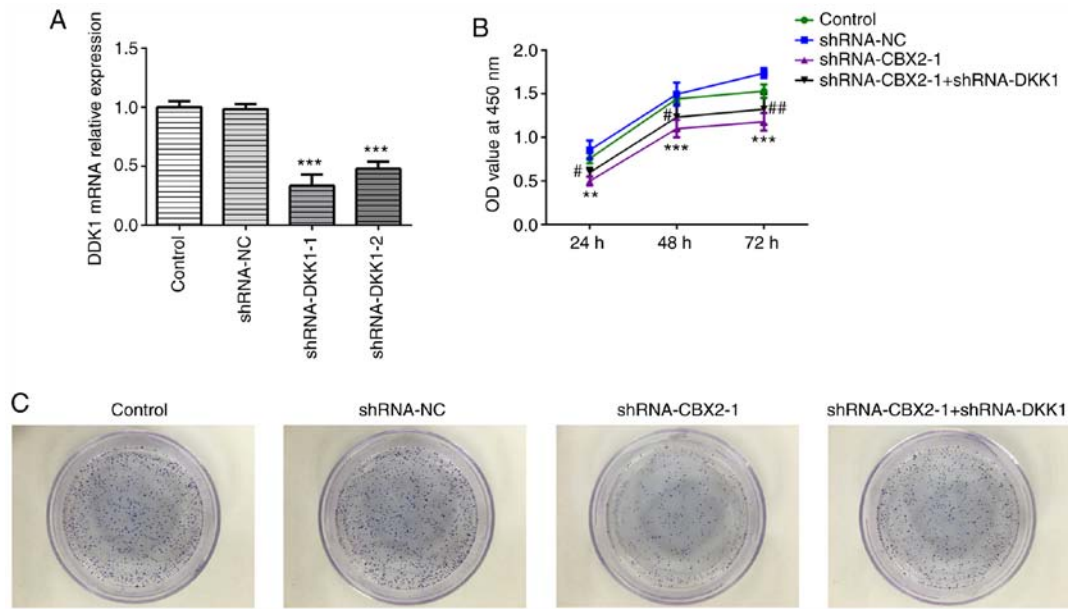 A
DDK1 mRNA relative expression
1.5
1.0
0.5
0.0
***
***
Control
shRNA-NC
shRNA-DKK1-1
shRNA-DKK1-2
B
OD value at 450 nm
2.0
1.5
1.0
0.5
0.0
Control
shRNA-NC
shRNA-CBX2-1
shRNA-CBX2-1+shRNA-DKK1
#
**
#
***
##
***
24 h
48 h
72 h
C
Control
shRNA-NC
shRNA-CBX2-1
shRNA-CBX2-1+shRNA-DKK1